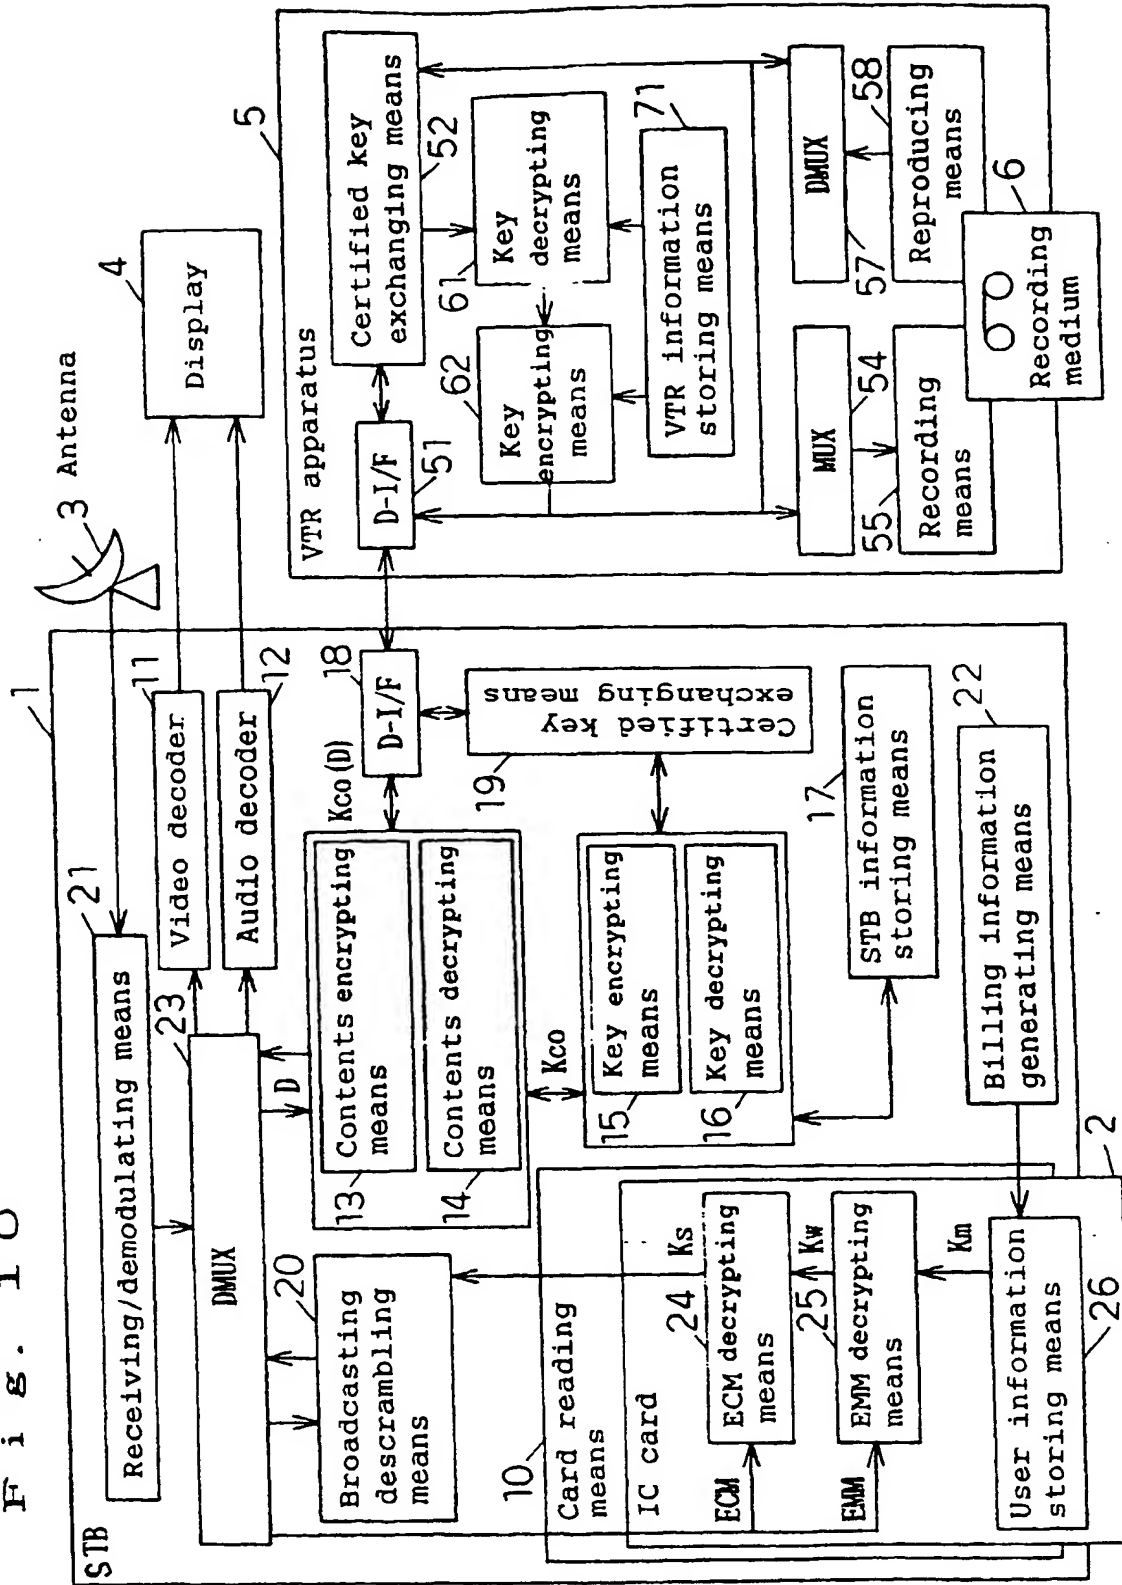 Fig. 10
STB
1
Receiving/demodulating means
21
3
Antenna
Video decoder
11
Audio decoder
12
4
Display
DMUX
23
D
Contents encrypting
means
13
Contents decrypting
means
14
Kco(D)
D-I/F
18
Certified key
exchanging means
19
Broadcasting
descrambling
means
20
Kco
Key encrypting
means
15
Key decrypting
means
16
STB information
storing means
17
Billing information
generating means
22
Card reading
means
10
IC card
2
ECM
ECM decrypting
means
24
Ks
EMM
EMM decrypting
means
25
Kw
Km
User information
storing means
26
VTR apparatus
5
D-I/F
51
Certified key
exchanging means
52
Key
decrypting
means
61
Key
encrypting
means
62
VTR information
storing means
71
MUX
54
Recording
means
55
DMUX
57
Reproducing
means
58
Recording
medium
6